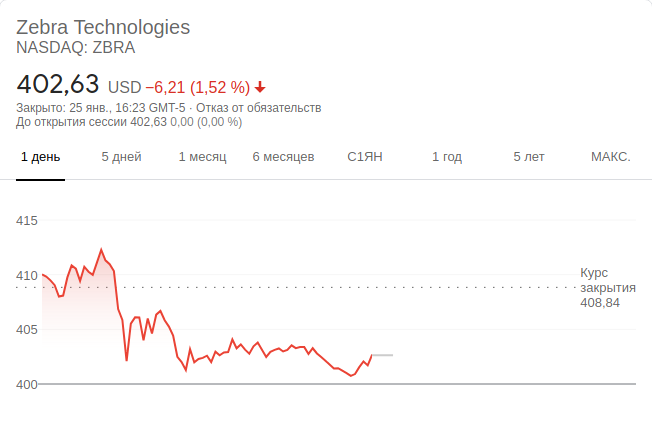 Zebra Technologies
NASDAQ: ZBRA
402,63 USD −6,21 (1,52 %)
Закрыто: 25 янв., 16:23 GMT-5 · Отказ от обязательств
До открытия сессии 402,63 0,00 (0,00 %)
1 день 5 дней 1 месяц 6 месяцев С1ЯН 1 год 5 лет МАКС.
415
410
405
400
Курс
закрытия
408,84